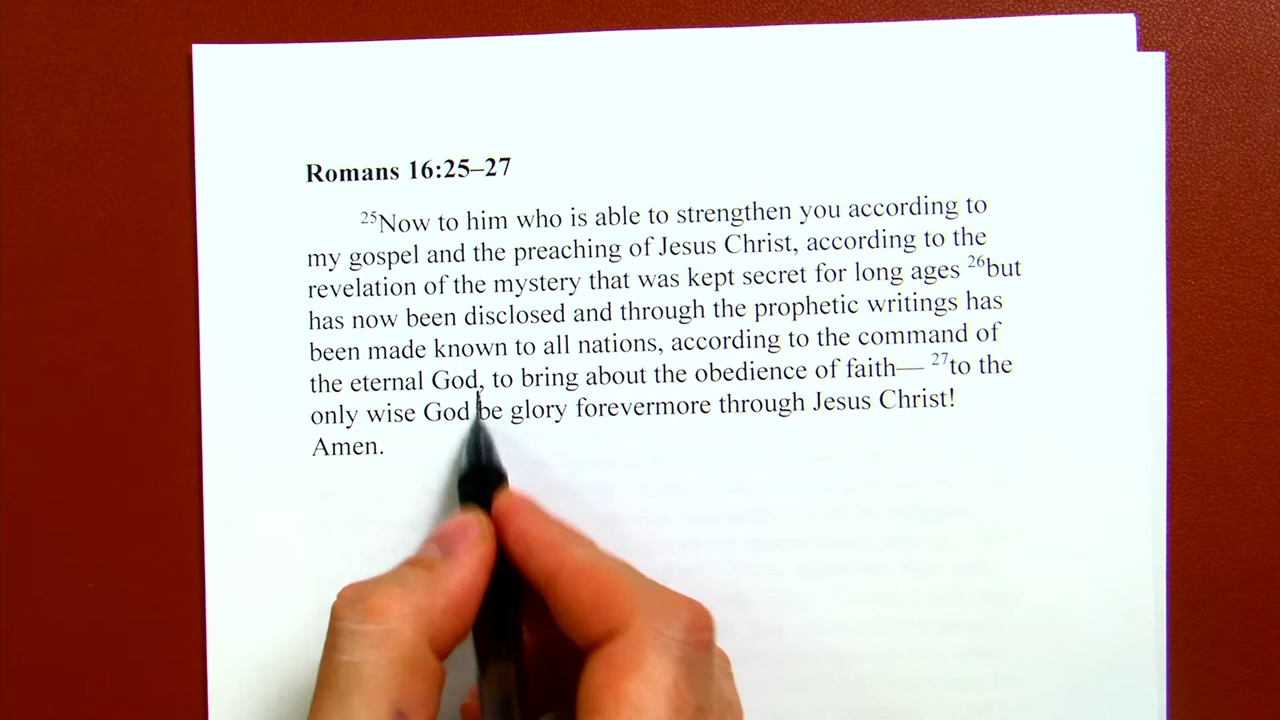 Romans 16:25–27
25Now to him who is able to strengthen you according to
my gospel and the preaching of Jesus Christ, according to the
revelation of the mystery that was kept secret for long ages 26but
has now been disclosed and through the prophetic writings has
been made known to all nations, according to the command of
the eternal God, to bring about the obedience of faith— 27to the
only wise God be glory forevermore through Jesus Christ!
Amen.